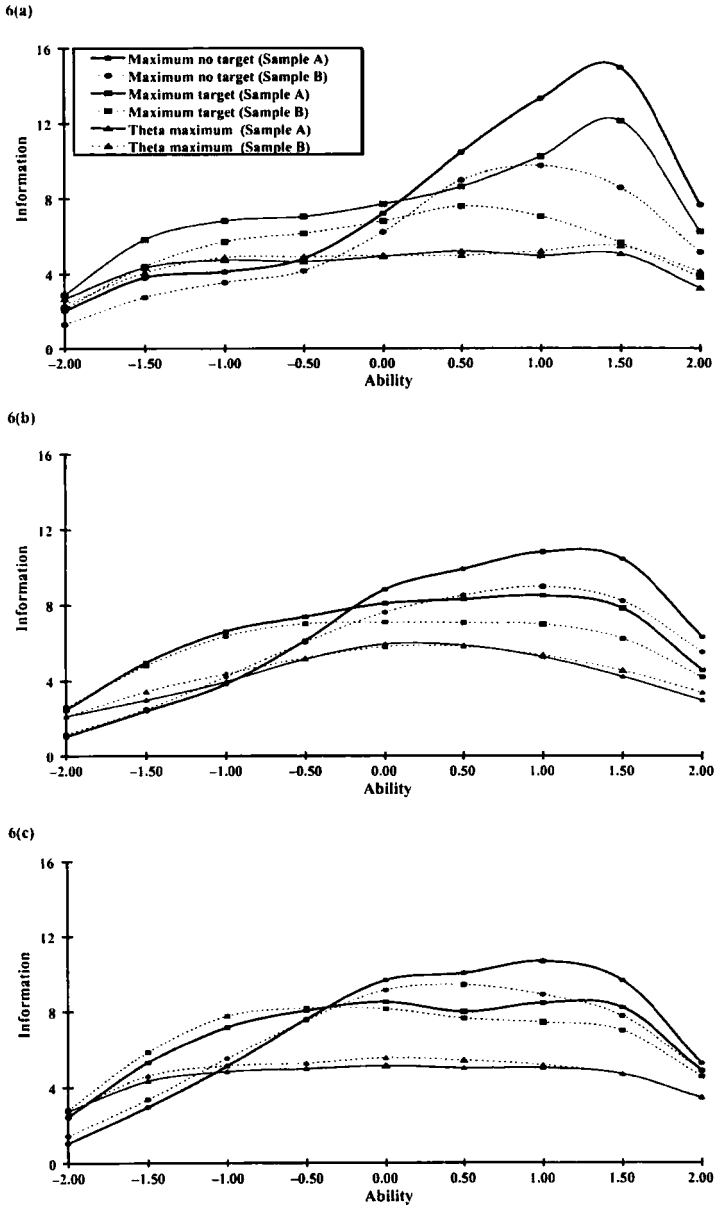 6(a)
16
12
8
4
0
Information
Maximum no target (Sample A)
Maximum no target (Sample B)
Maximum target (Sample A)
Maximum target (Sample B)
Theta maximum (Sample A)
Theta maximum (Sample B)
-2.00 -1.50 -1.00 -0.50 0.00 0.50 1.00 1.50 2.00
Ability
6(b)
16
12
8
4
0
Information
-2.00 -1.50 -1.00 -0.50 0.00 0.50 1.00 1.50 2.00
Ability
6(c)
16
12
8
4
0
Information
-2.00 -1.50 -1.00 -0.50 0.00 0.50 1.00 1.50 2.00
Ability